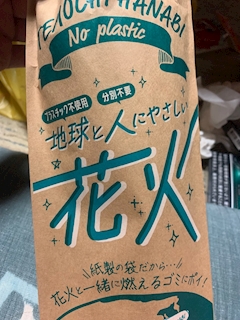 TEMOCHI HANABI
No plastic
プラスチック不使用 分別不要
地球と人にやさしい
花火
紙製の袋だから…
花火と一緒に燃えるゴミにポイ!